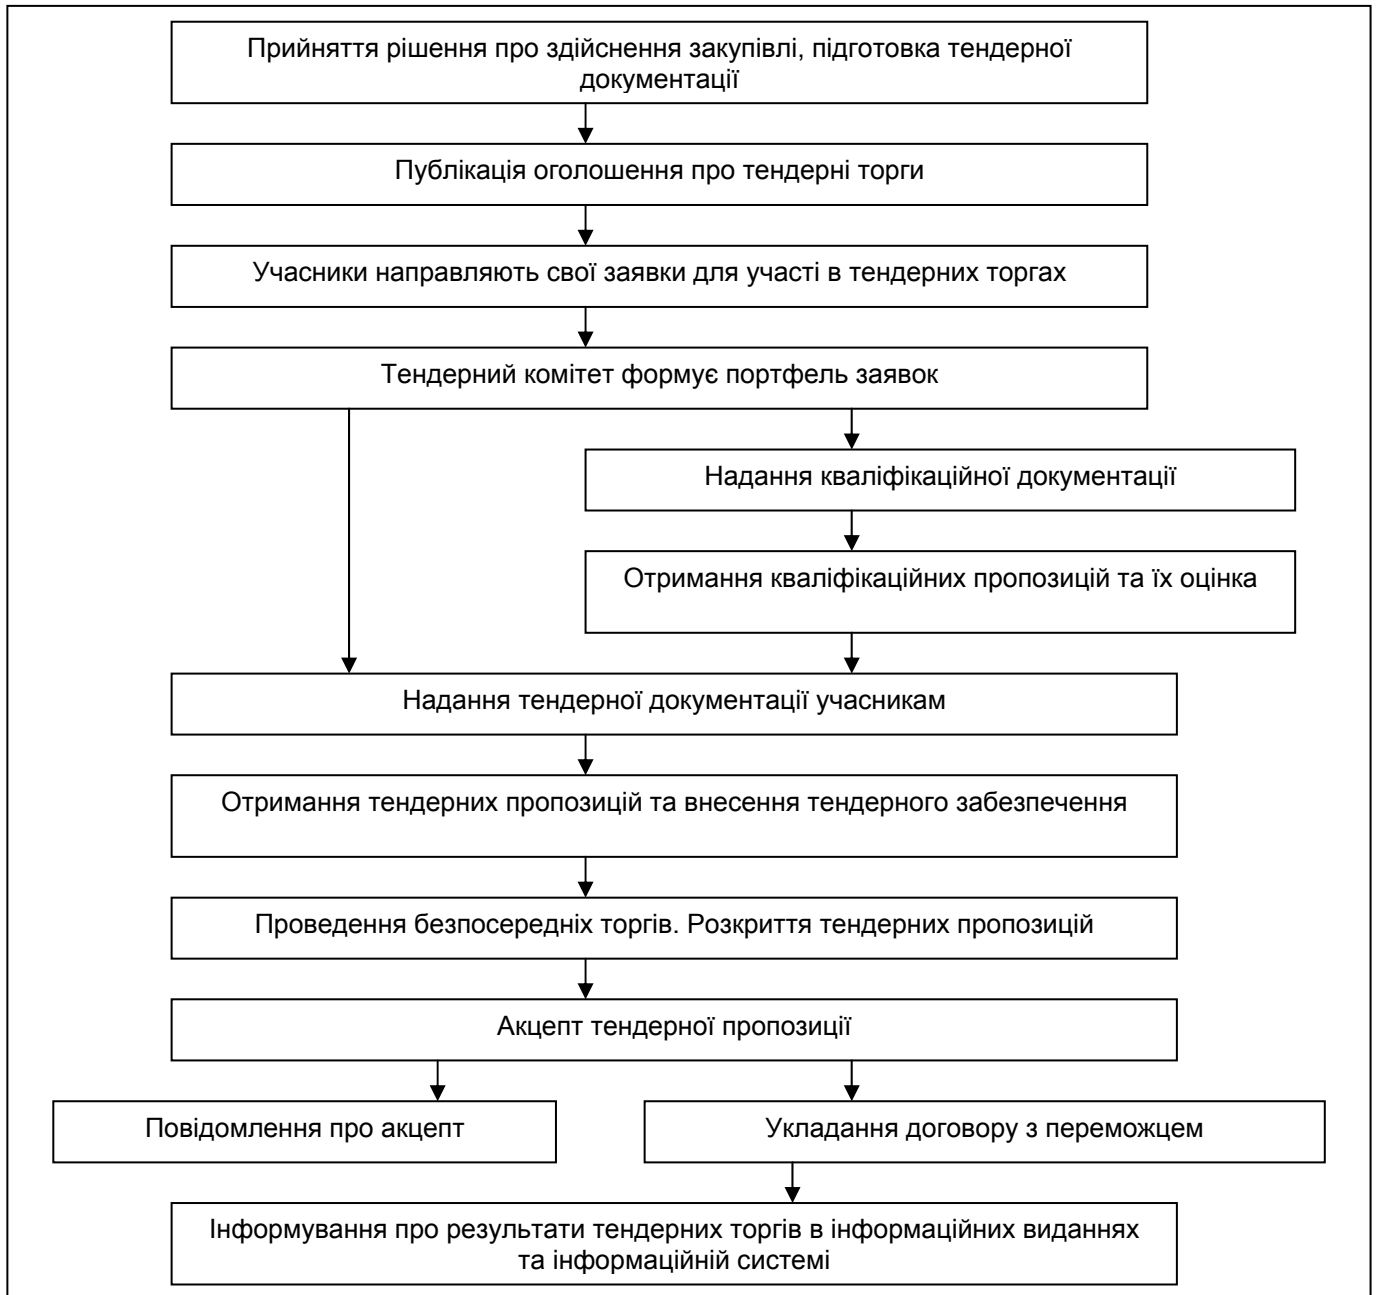 Прийняття рішення про здійснення закупівлі, підготовка тендерної
документації
Публікація оголошення про тендерні торги
Учасники направляють свої заявки для участі в тендерних торгах
Тендерний комітет формує портфель заявок
Надання кваліфікаційної документації
Отримання кваліфікаційних пропозицій та їх оцінка
Надання тендерної документації учасникам
Отримання тендерних пропозицій та внесення тендерного забезпечення
Проведення безпосередніх торгів. Розкриття тендерних пропозицій
Акцепт тендерної пропозиції
Повідомлення про акцепт
Укладання договору з переможцем
Інформування про результати тендерних торгів в інформаційних виданнях
та інформаційній системі